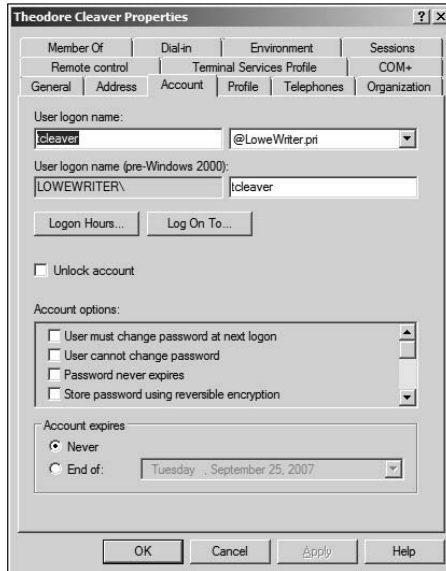 Theodore Cleaver Properties
Member Of Dial-in Environment Sessions
Remote control Terminal Services Profile COM+
General Address Account Profile Telephones Organization
User logon name:
tcleaver @LoweWriter.pri
User logon name (pre-Windows 2000):
LOWEWRITER\ tcleaver
Logon Hours... Log On To...
Unlock account
Account options:
User must change password at next logon
User cannot change password
Password never expires
Store password using reversible encryption
Account expires
Never
End of: Tuesday , September 25, 2007
OK Cancel Apply Help